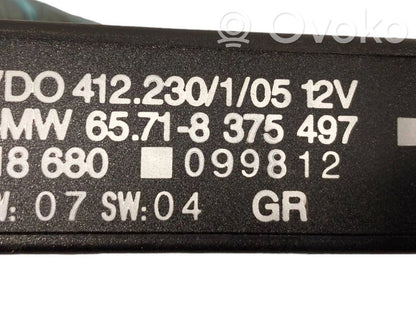 Ovoko
VDO 412.230/1/05 12V
BMW 65.71-8 375 497
18 680 099812
W: 07 SW: 04 GR